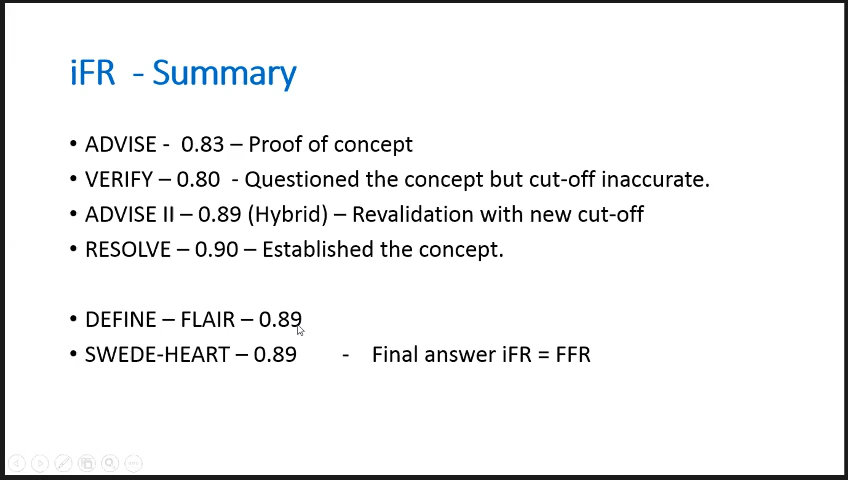 iFR - Summary
• ADVISE - 0.83 – Proof of concept
• VERIFY – 0.80 - Questioned the concept but cut-off inaccurate.
• ADVISE II – 0.89 (Hybrid) – Revalidation with new cut-off
• RESOLVE – 0.90 – Established the concept.
• DEFINE – FLAIR – 0.89
• SWEDE-HEART – 0.89 - Final answer iFR = FFR